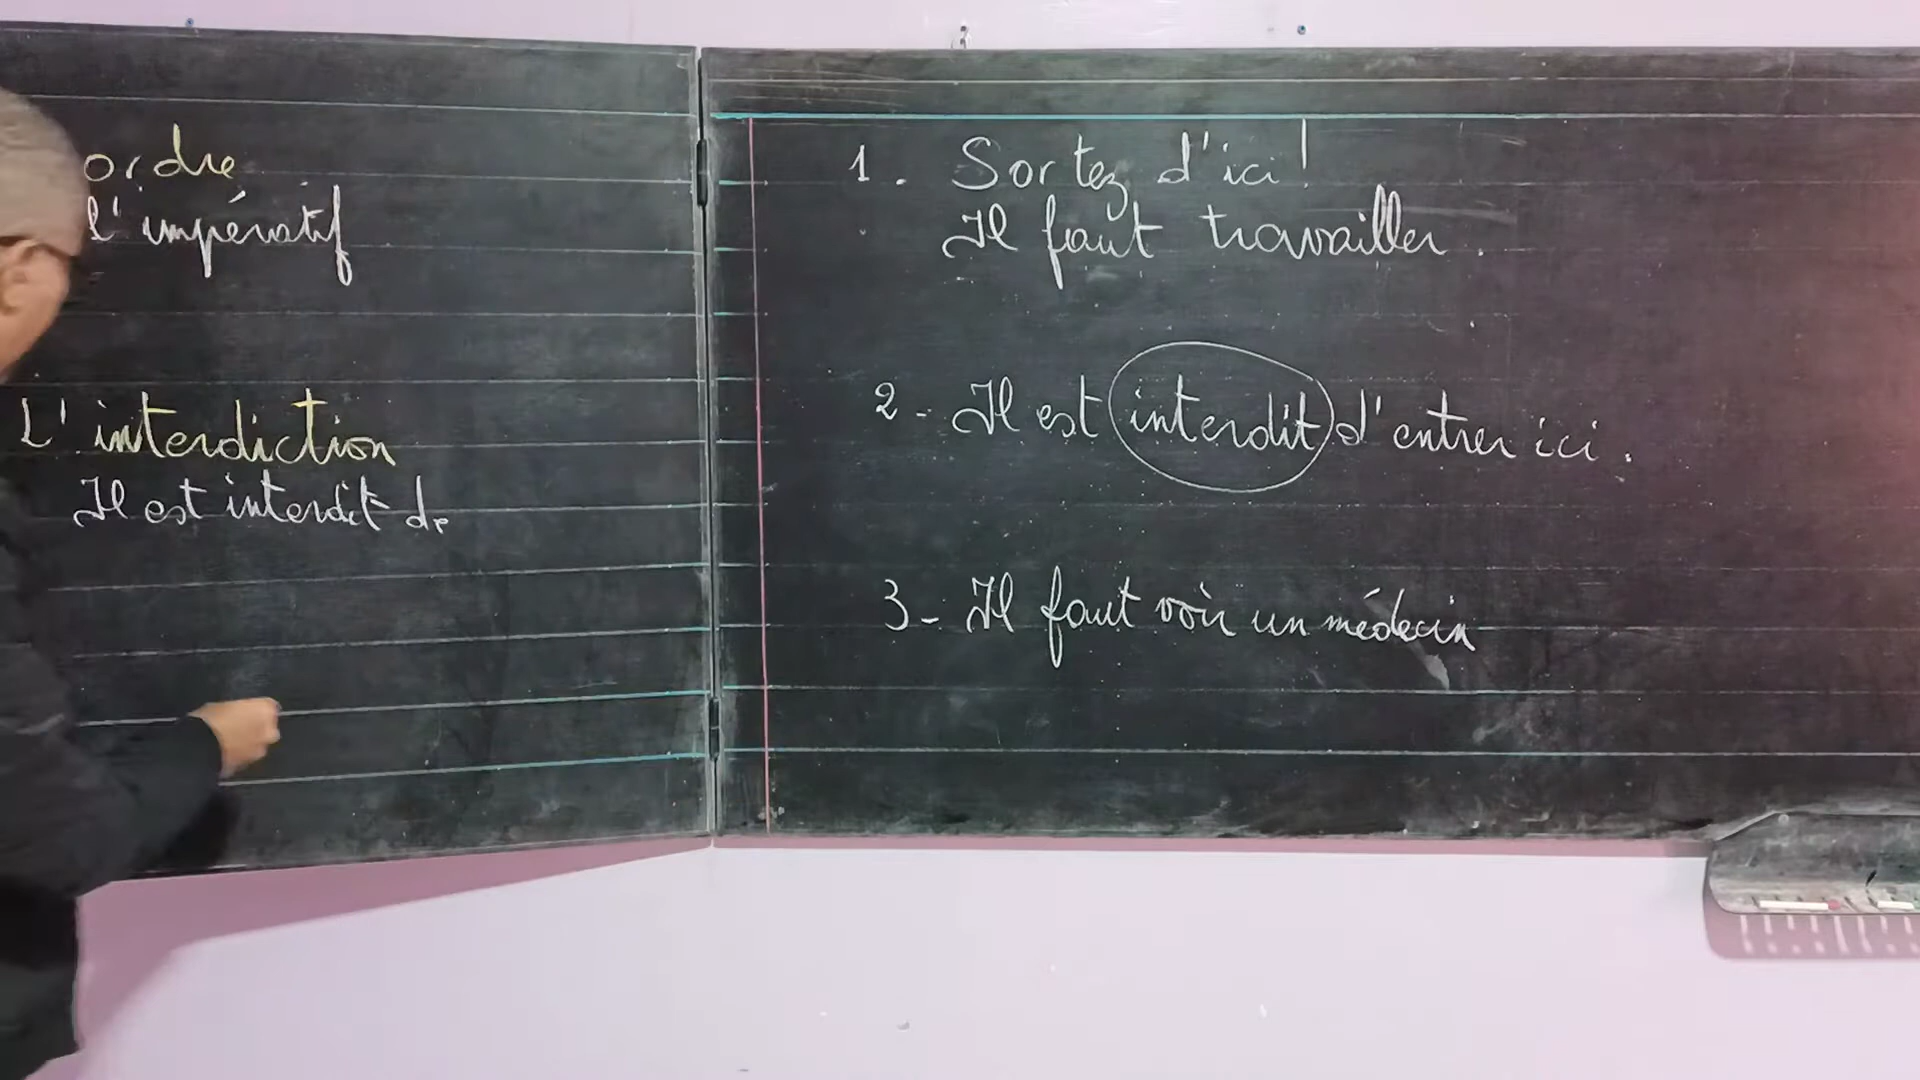 ordre
l'impératif
L'interdiction
Il est interdit de
1. Sortez d'ici!
Il faut travailler.
2- Il est interdit d'entrer ici.
3- Il faut voir un médecin